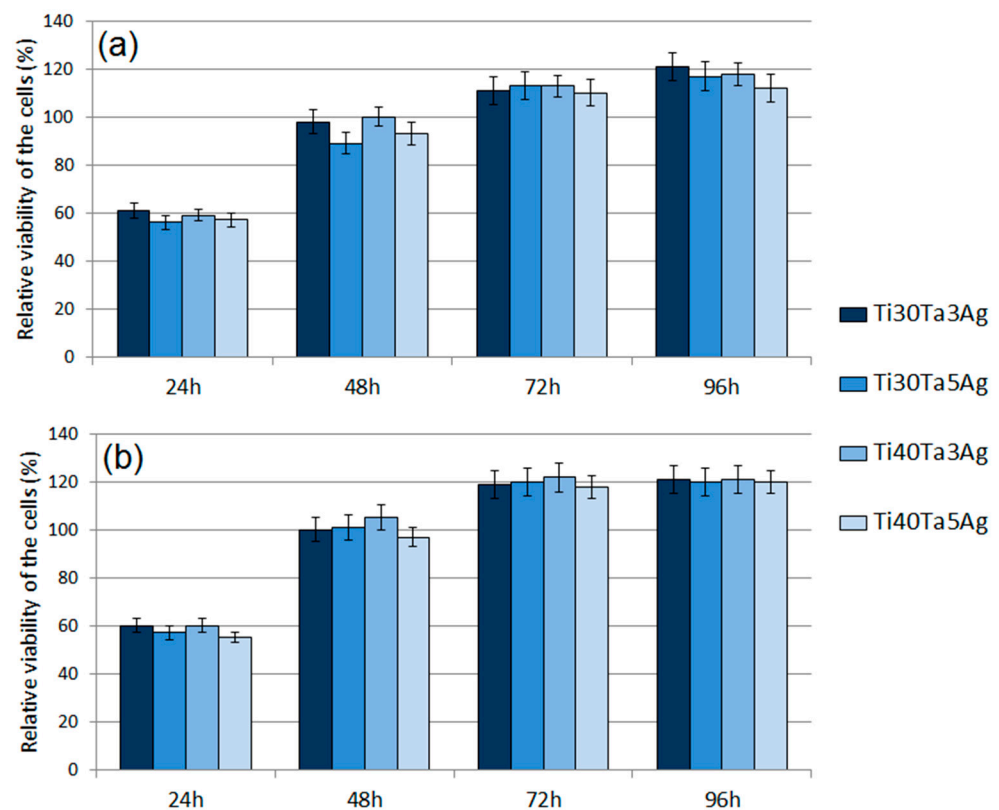 (a)
Relative viability of the cells (%)
140
120
100
80
60
40
20
0
24h 48h 72h 96h
(b)
Relative viability of the cells (%)
140
120
100
80
60
40
20
0
24h 48h 72h 96h
Ti30Ta3Ag
Ti30Ta5Ag
Ti40Ta3Ag
Ti40Ta5Ag